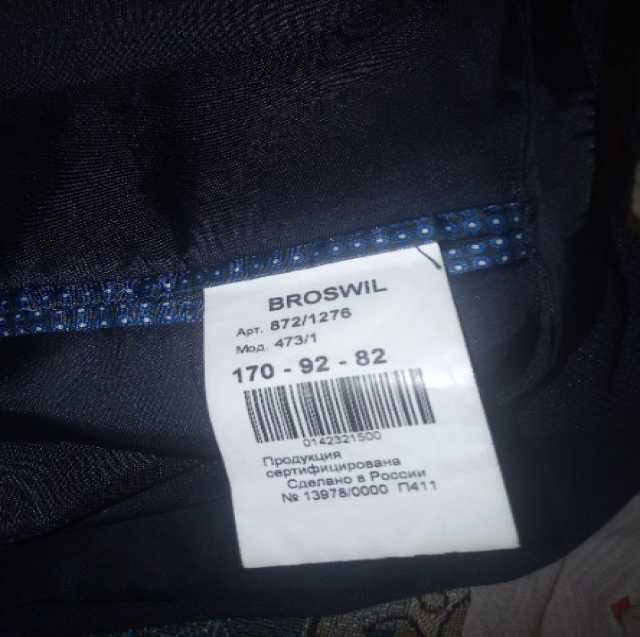 BROSWIL
Арт. 872/1276
Мод. 473/1
170 - 92 - 82
0142321500
Продукция
сертифицирована
Сделано в России
№ 13978/0000 П411